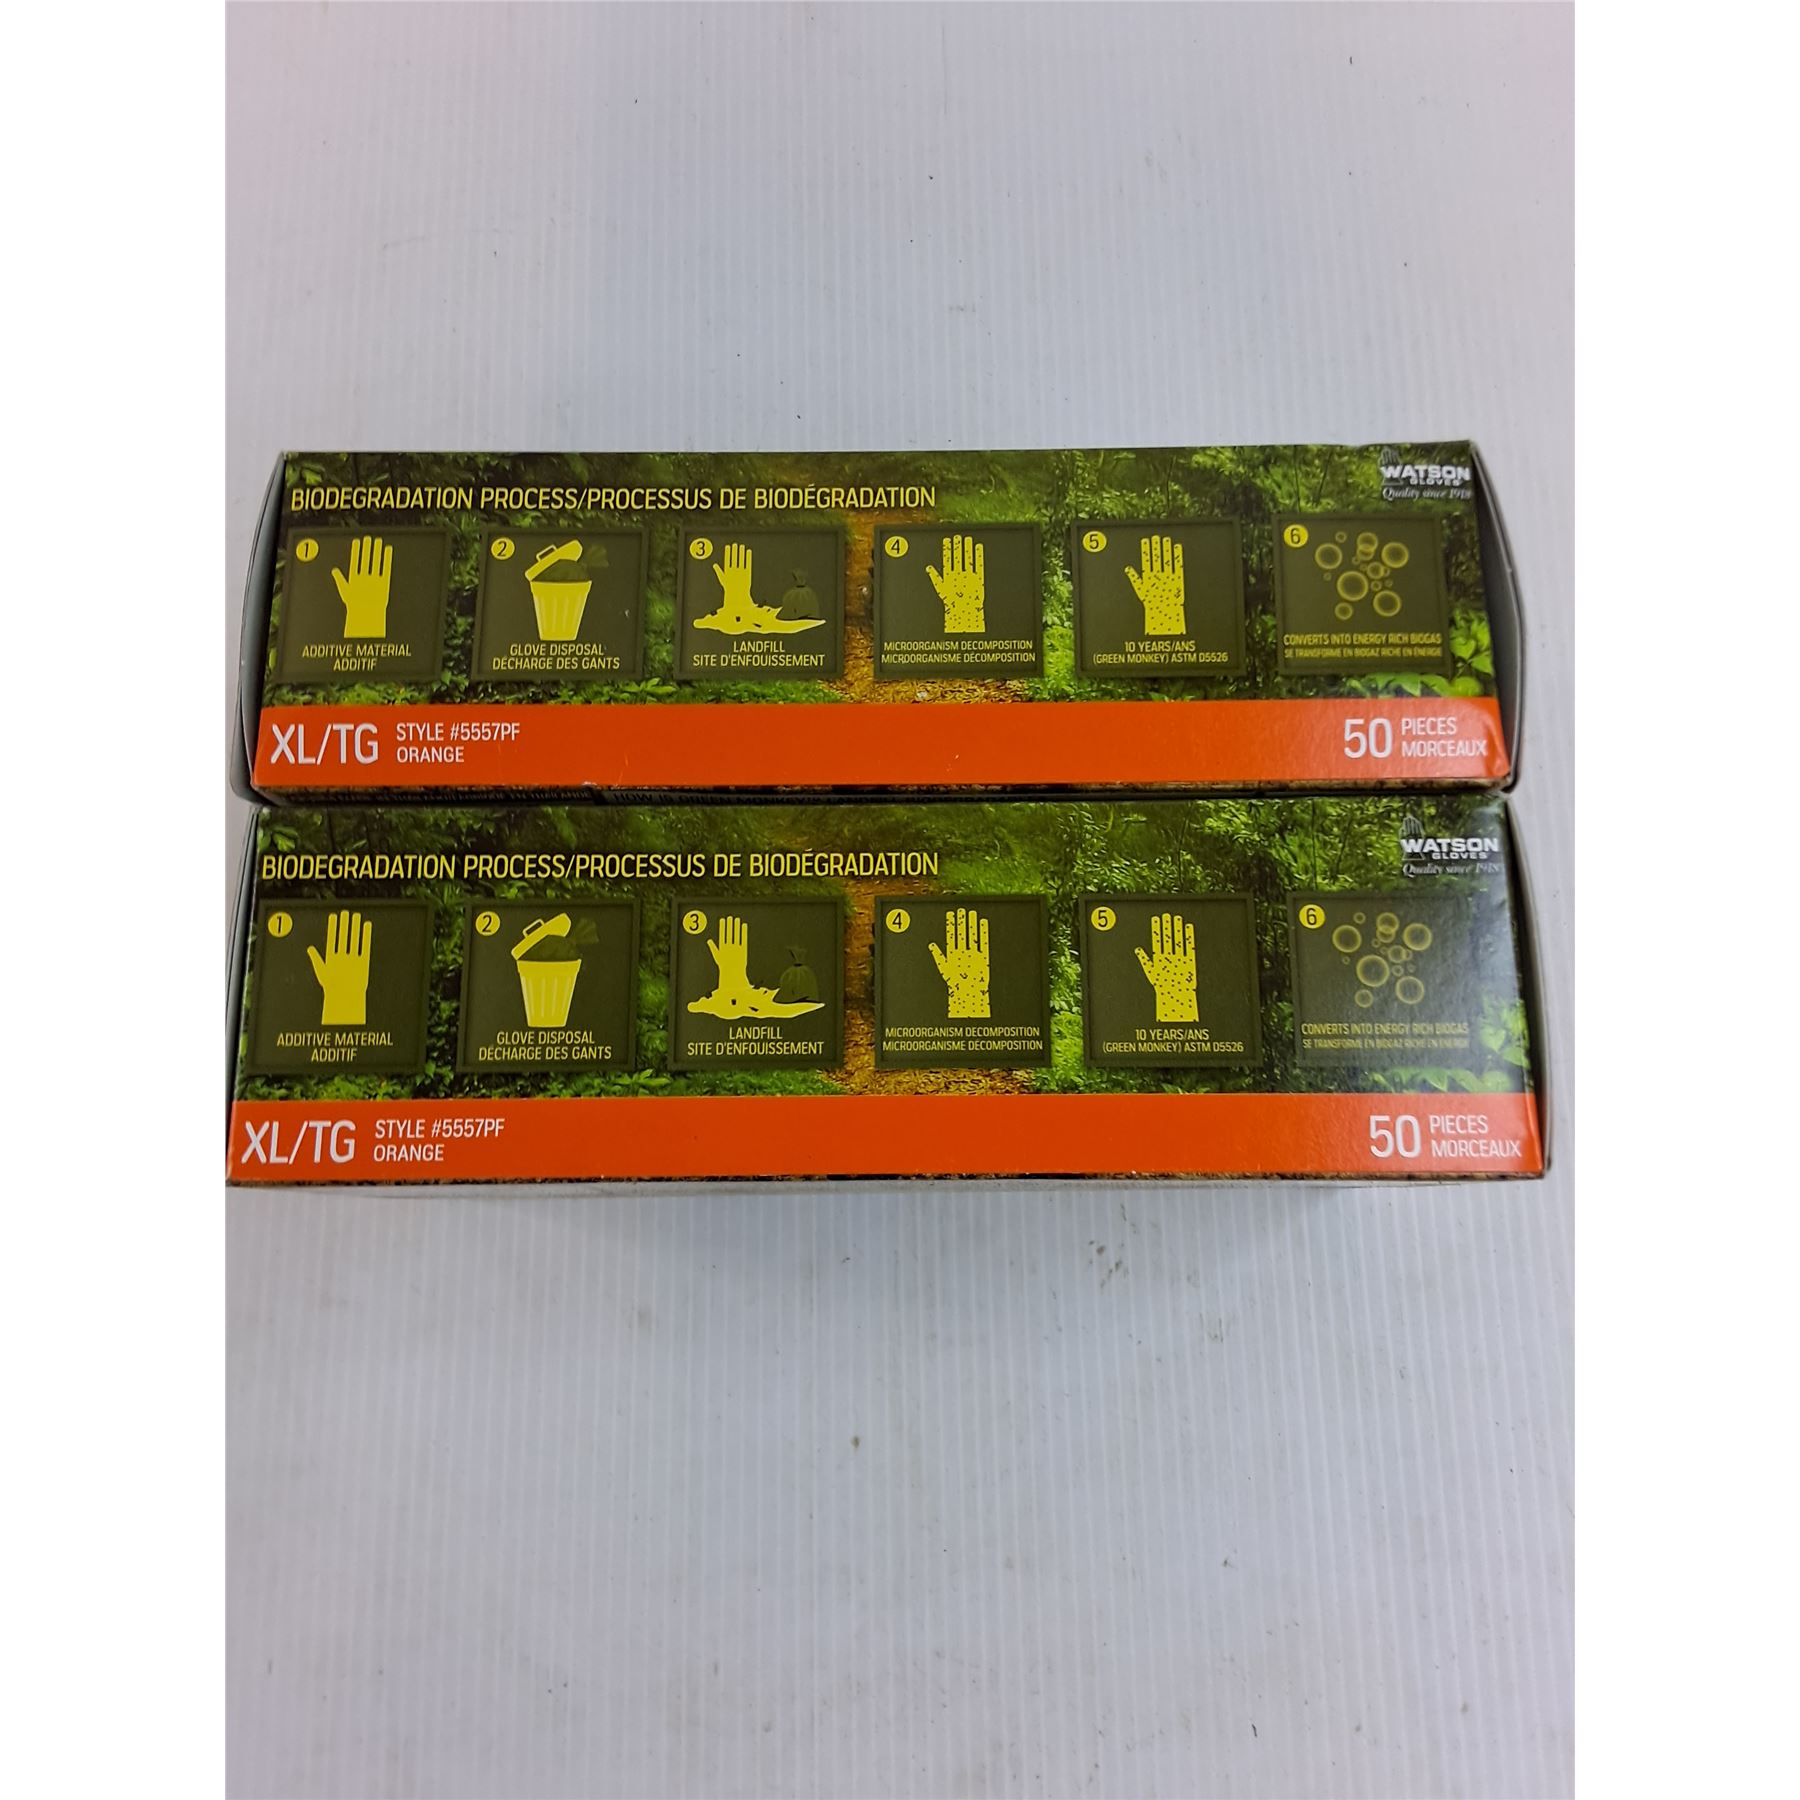 WATSON
GLOVES
Quality since 1918
BIODEGRADATION PROCESS/PROCESSUS DE BIODÉGRADATION
1
ADDITIVE MATERIAL
ADDITIF
2
GLOVE DISPOSAL
DÉCHARGE DES GANTS
3
LANDFILL
SITE D'ENFOUISSEMENT
4
MICROORGANISM DECOMPOSITION
MICROORGANISME DÉCOMPOSITION
5
10 YEARS/ANS
(GREEN MONKEY) ASTM D5526
6
CONVERTS INTO ENERGY RICH BIOGAS
SE TRANSFORME EN BIOGAZ RICHE EN ÉNERGIE
XL/TG
STYLE #5557PF
ORANGE
50 PIECES
MORCEAUX
WATSON
GLOVES
Quality since 1918
BIODEGRADATION PROCESS/PROCESSUS DE BIODÉGRADATION
1
ADDITIVE MATERIAL
ADDITIF
2
GLOVE DISPOSAL
DÉCHARGE DES GANTS
3
LANDFILL
SITE D'ENFOUISSEMENT
4
MICROORGANISM DECOMPOSITION
MICROORGANISME DÉCOMPOSITION
5
10 YEARS/ANS
(GREEN MONKEY) ASTM D5526
6
CONVERTS INTO ENERGY RICH BIOGAS
SE TRANSFORME EN BIOGAZ RICHE EN ÉNERGIE
XL/TG
STYLE #5557PF
ORANGE
50 PIECES
MORCEAUX